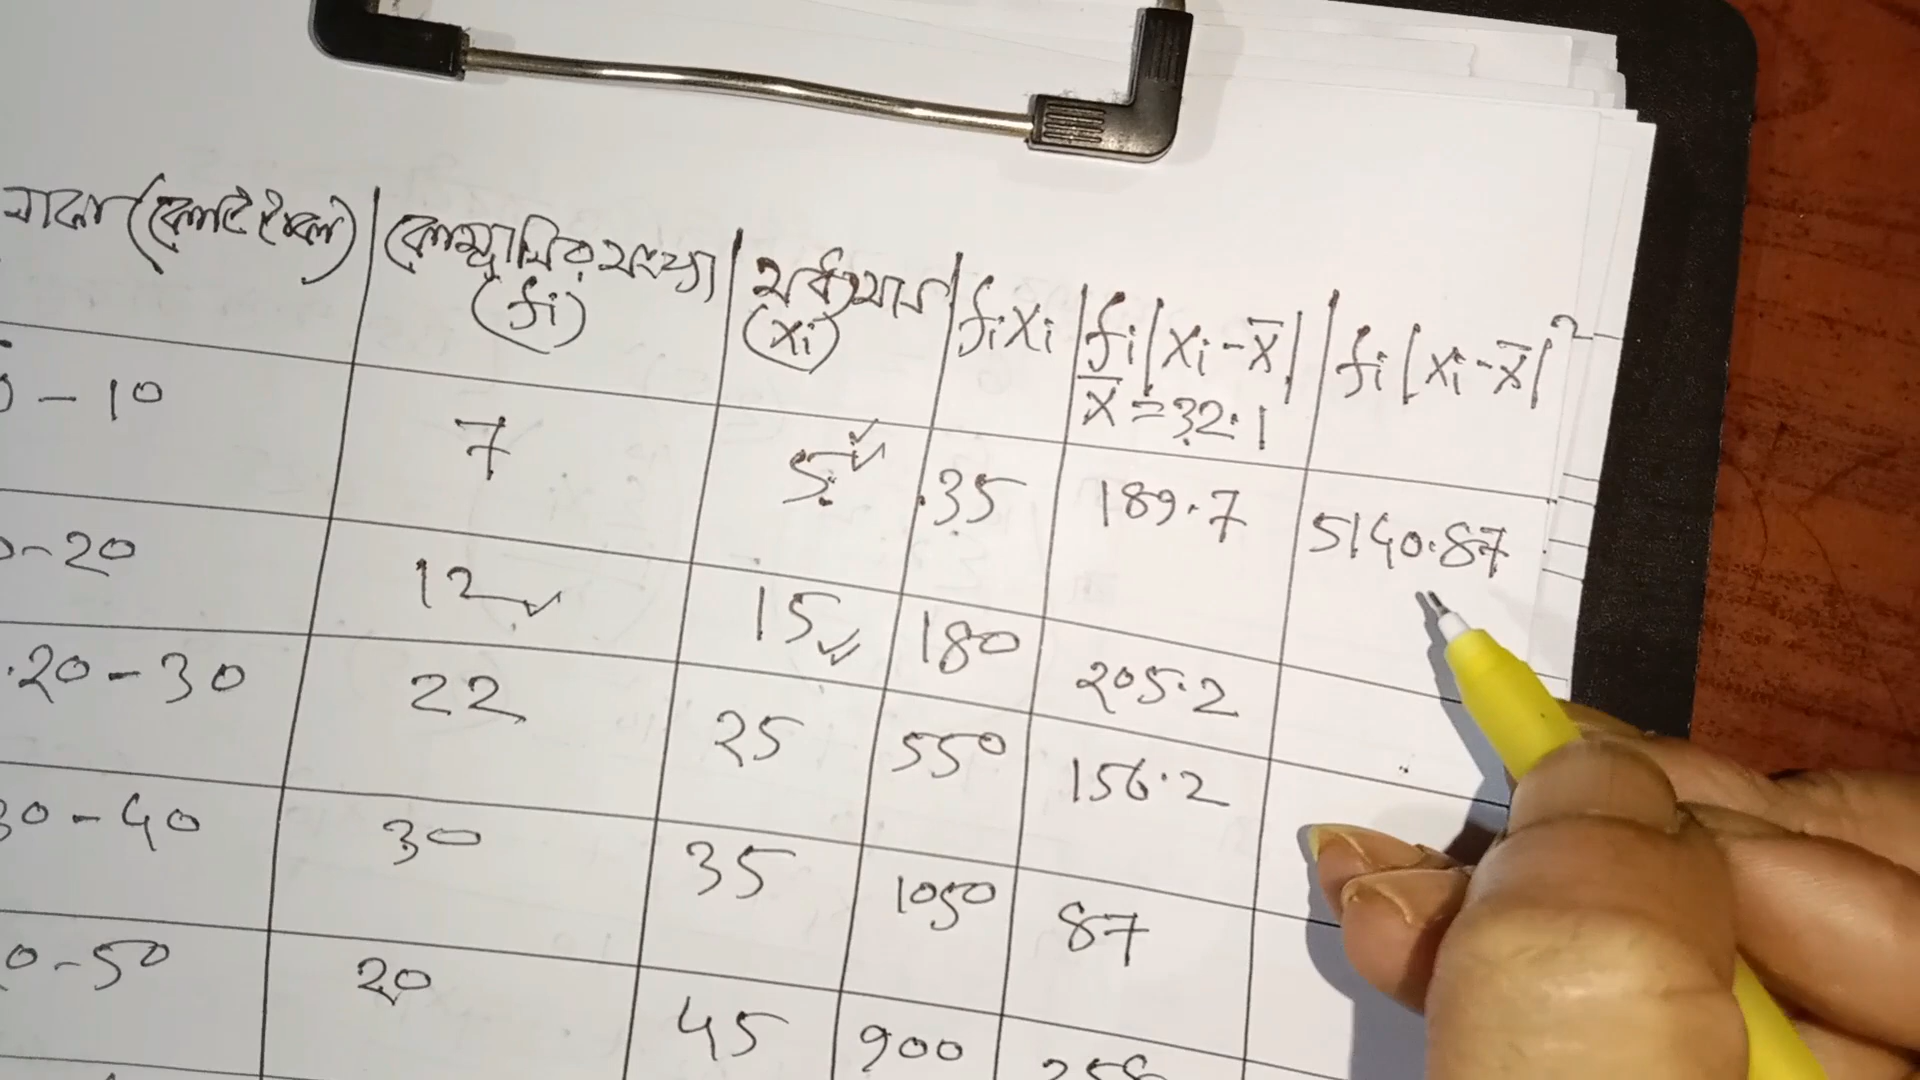 (কোটি টাকা) কোম্পানির সংখ্যা (fi) মধ্যমান (xi) fixi fi|xi-x̄| x̄=32.1 fi|xi-x̄|²
- 10 7 5 35 189.7 5140.87
-20 12 15 180 205.2
20-30 22 25 550 156.2
30-40 30 35 1050 87
0-50 20 45 900